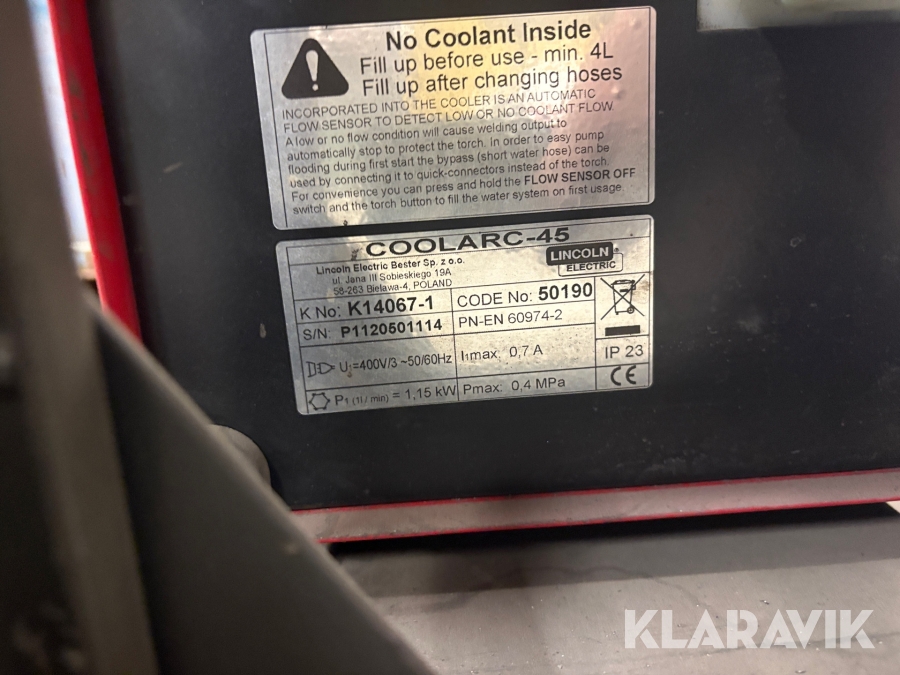 No Coolant Inside
Fill up before use - min. 4L
Fill up after changing hoses
INCORPORATED INTO THE COOLER IS AN AUTOMATIC
FLOW SENSOR TO DETECT LOW OR NO COOLANT FLOW.
A low or no flow condition will cause welding output to
automatically stop to protect the torch. In order to easy pump
flooding during first start the bypass (short water hose) can be
used by connecting it to quick-connectors instead of the torch.
For convenience you can press and hold the FLOW SENSOR OFF
switch and the torch button to fill the water system on first usage.
COOLARC-45
Lincoln Electric Bester Sp. z o.o.
ul. Jana III Sobieskiego 19A
58-263 Bielawa-4, POLAND
LINCOLN
ELECTRIC
K No: K14067-1
CODE No: 50190
S/N: P1120501114
PN-EN 60974-2
U1=400V/3 ~50/60Hz
I1max: 0,7 A
IP 23
P1 (1l / min) = 1,15 kW
Pmax: 0,4 MPa
CE
KLARAVIK